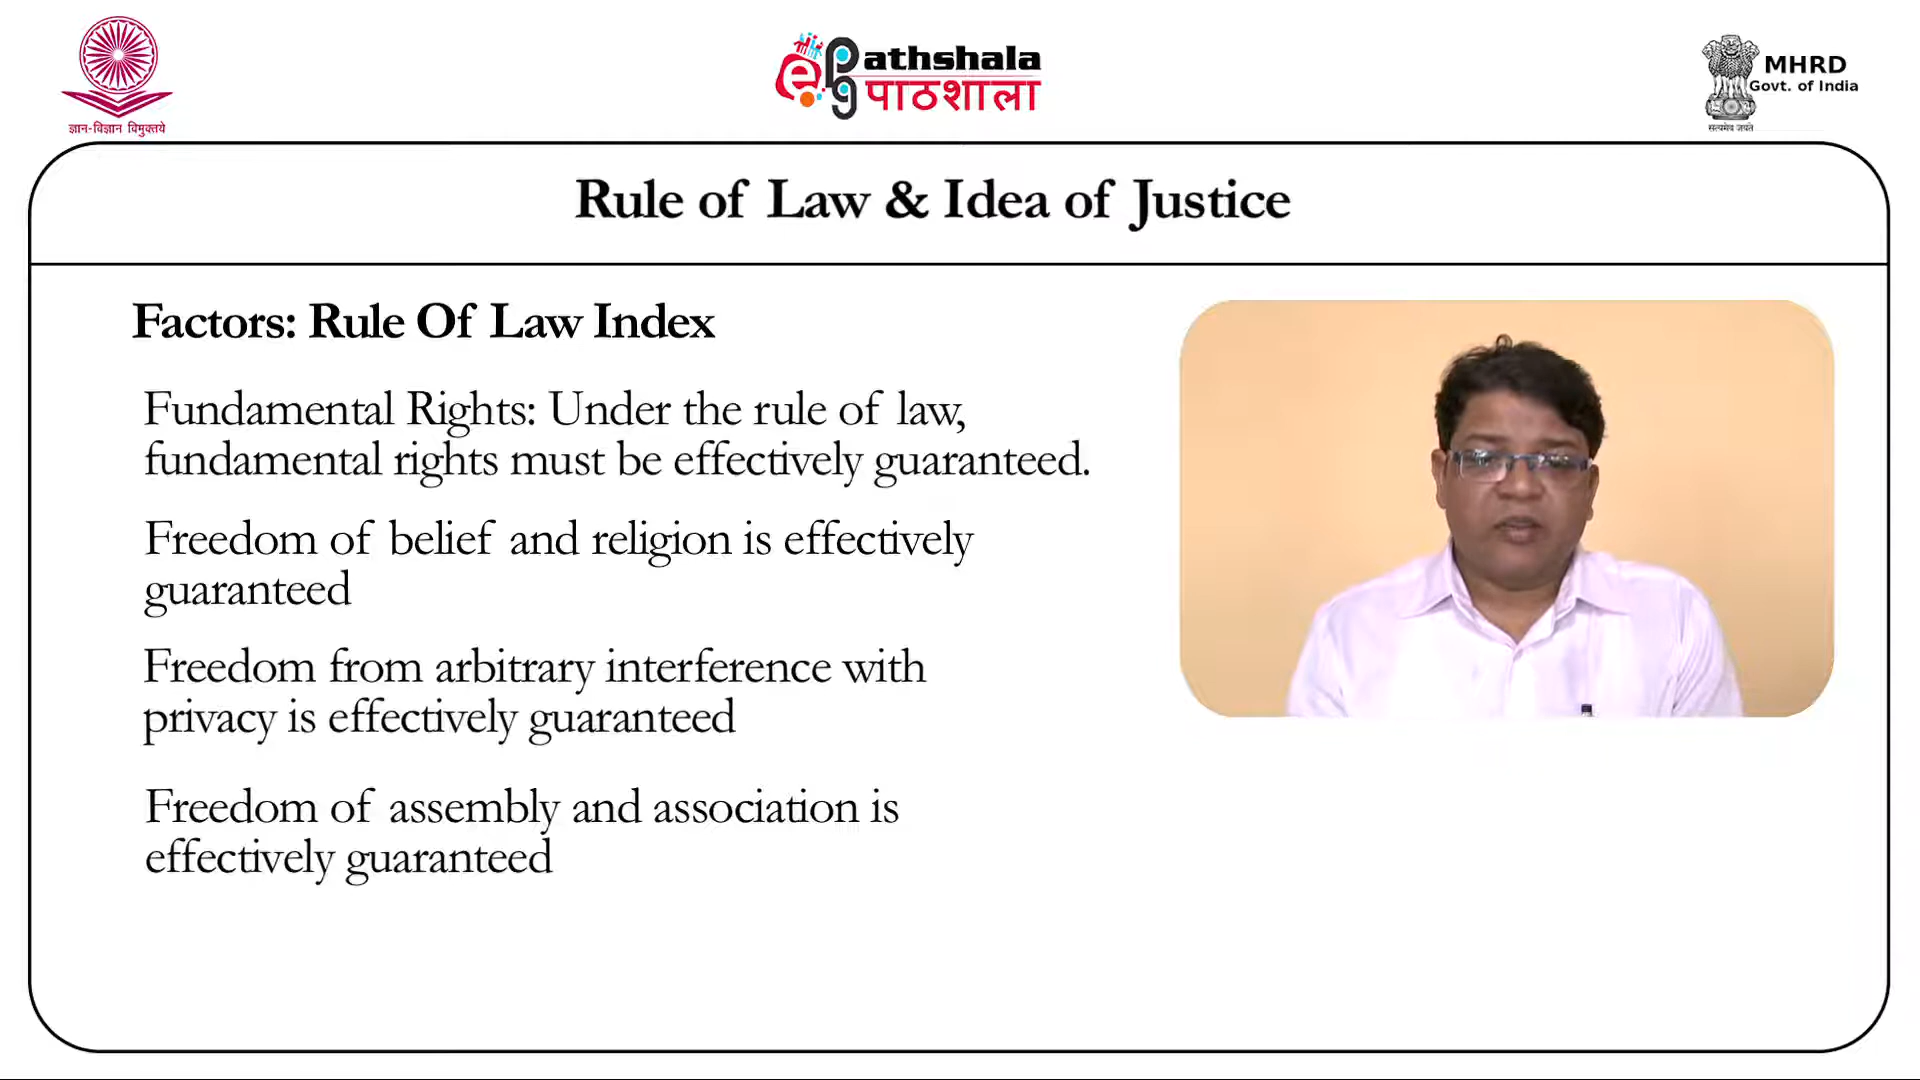 ज्ञान-विज्ञान विमुक्तये
e
Pg
athshala
पाठशाला
MHRD
Govt. of India
सत्यमेव जयते
Rule of Law & Idea of Justice
Factors: Rule Of Law Index
Fundamental Rights: Under the rule of law,
fundamental rights must be effectively guaranteed.
Freedom of belief and religion is effectively
guaranteed
Freedom from arbitrary interference with
privacy is effectively guaranteed
Freedom of assembly and association is
effectively guaranteed